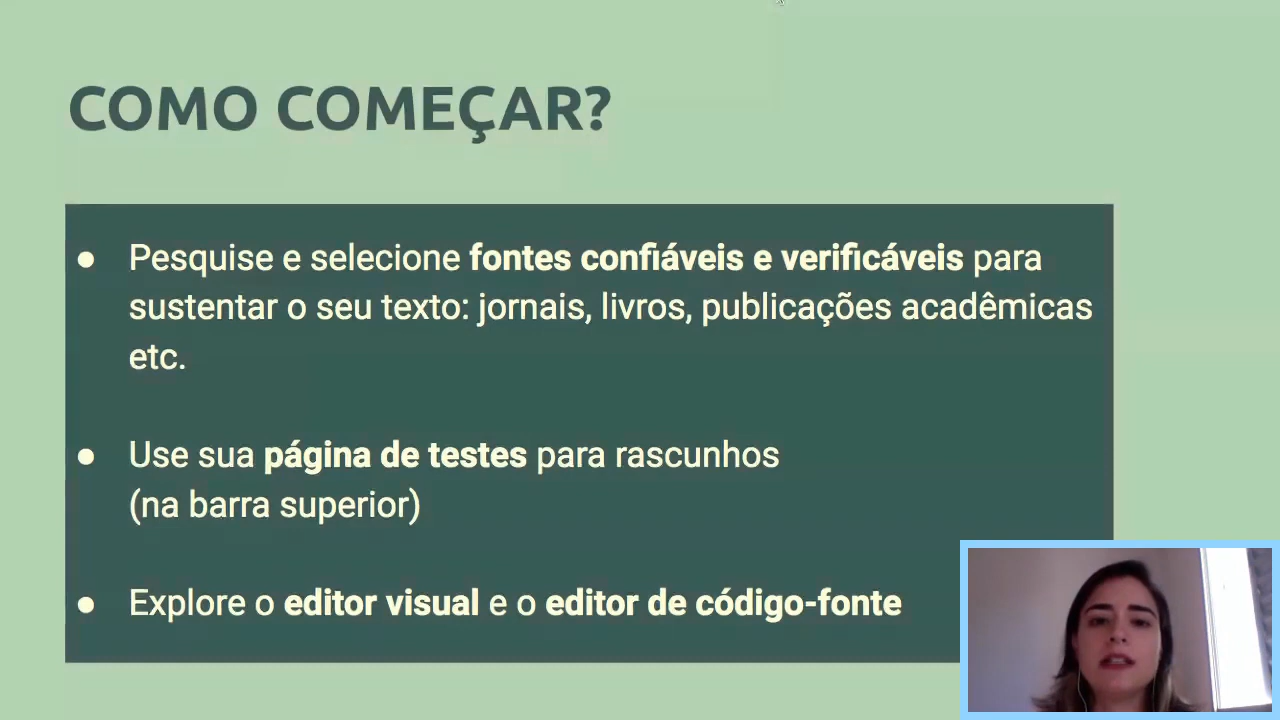 COMO COMEÇAR?
● Pesquise e selecione fontes confiáveis e verificáveis para
sustentar o seu texto: jornais, livros, publicações acadêmicas
etc.
● Use sua página de testes para rascunhos
(na barra superior)
● Explore o editor visual e o editor de código-fonte